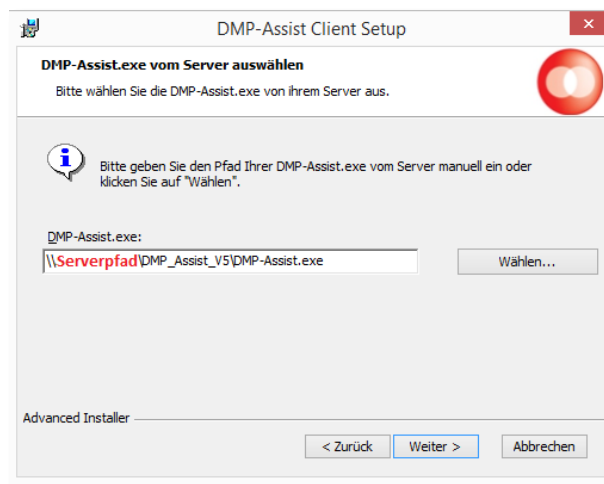 DMP-Assist Client Setup
DMP-Assist.exe vom Server auswählen
Bitte wählen Sie die DMP-Assist.exe von ihrem Server aus.
Bitte geben Sie den Pfad Ihrer DMP-Assist.exe vom Server manuell ein oder
klicken Sie auf "Wählen".
DMP-Assist.exe:
\\Serverpfad\DMP_Assist_V5\DMP-Assist.exe
Wählen...
Advanced Installer
< Zurück
Weiter >
Abbrechen